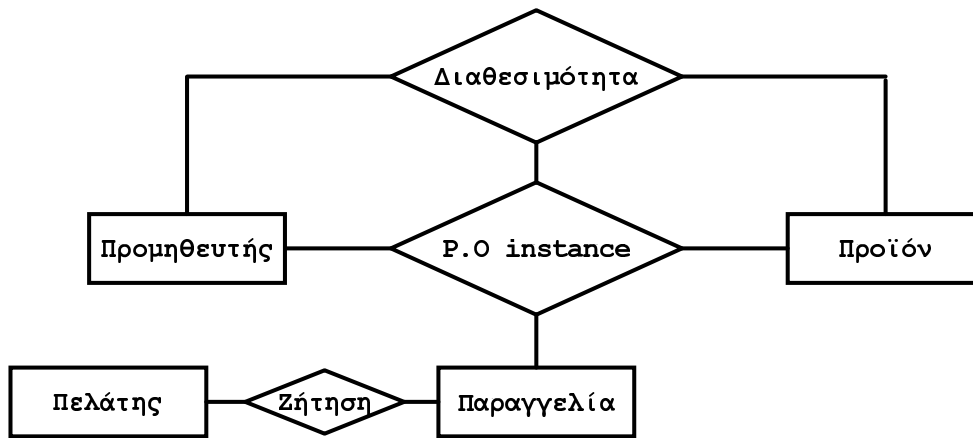 Διαθεσιμότητα
Προμηθευτής
P.O instance
Προϊόν
Πελάτης
Ζήτηση
Παραγγελία